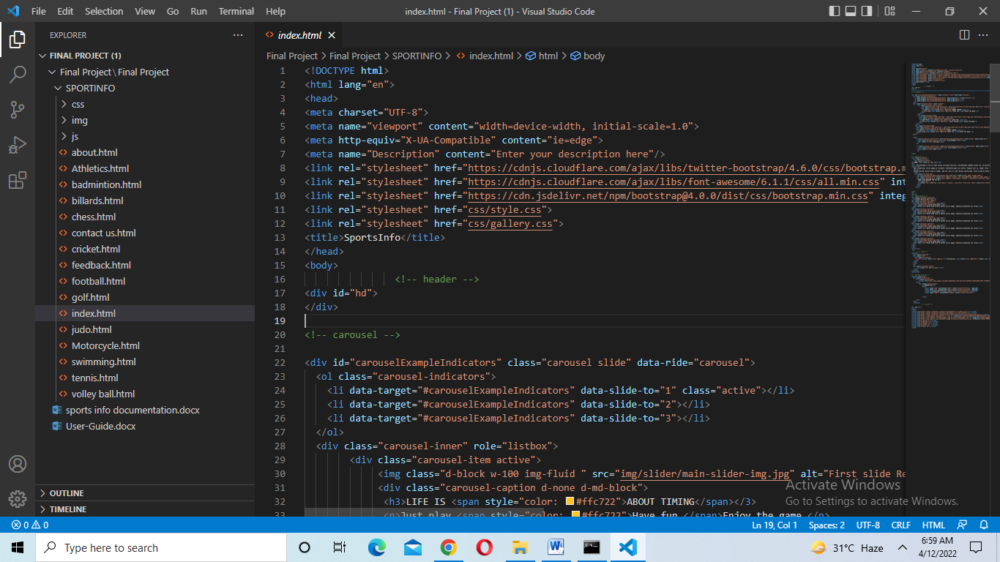 File Edit Selection View Go Run Terminal Help index.html - Final Project (1) - Visual Studio Code
EXPLORER
FINAL PROJECT (1)
Final Project \ Final Project
SPORTINFO
css
img
js
about.html
Athletics.html
badmintion.html
billards.html
chess.html
contact us.html
cricket.html
feedback.html
football.html
golf.html
index.html
judo.html
Motorcycle.html
swimming.html
tennis.html
volley ball.html
sports info documentation.docx
User-Guide.docx
OUTLINE
TIMELINE
index.html
Final Project > Final Project > SPORTINFO > index.html > html > body
1 <!DOCTYPE html>
2 <html lang="en">
3 <head>
4 <meta charset="UTF-8">
5 <meta name="viewport" content="width=device-width, initial-scale=1.0">
6 <meta http-equiv="X-UA-Compatible" content="ie=edge">
7 <meta name="Description" content="Enter your description here"/>
8 <link rel="stylesheet" href="https://cdnjs.cloudflare.com/ajax/libs/twitter-bootstrap/4.6.0/css/bootstrap.m
9 <link rel="stylesheet" href="https://cdnjs.cloudflare.com/ajax/libs/font-awesome/6.1.1/css/all.min.css" int
10 <link rel="stylesheet" href="https://cdn.jsdelivr.net/npm/bootstrap@4.0.0/dist/css/bootstrap.min.css" integ
11 <link rel="stylesheet" href="css/style.css">
12 <link rel="stylesheet" href="css/gallery.css">
13 <title>SportsInfo</title>
14 </head>
15 <body>
16 <!-- header -->
17 <div id="hd">
18 </div>
19
20 <!-- carousel -->
21
22 <div id="carouselExampleIndicators" class="carousel slide" data-ride="carousel">
23 <ol class="carousel-indicators">
24 <li data-target="#carouselExampleIndicators" data-slide-to="1" class="active"></li>
25 <li data-target="#carouselExampleIndicators" data-slide-to="2"></li>
26 <li data-target="#carouselExampleIndicators" data-slide-to="3"></li>
27 </ol>
28 <div class="carousel-inner" role="listbox">
29 <div class="carousel-item active">
30 <img class="d-block w-100 img-fluid " src="img/slider/main-slider-img.jpg" alt="First slide Re
31 <div class="carousel-caption d-none d-md-block">
32 <h3>LIFE IS <span style="color: #ffc722">ABOUT TIMING</span></3>
33 <p>Just play <span style="color: #ffc722">Have fun </span>Enjoy the game </p>
Activate Windows
Go to Settings to activate Windows.
0 0 Ln 19, Col 1 Spaces: 2 UTF-8 CRLF HTML
Type here to search 31°C Haze 6:59 AM
4/12/2022